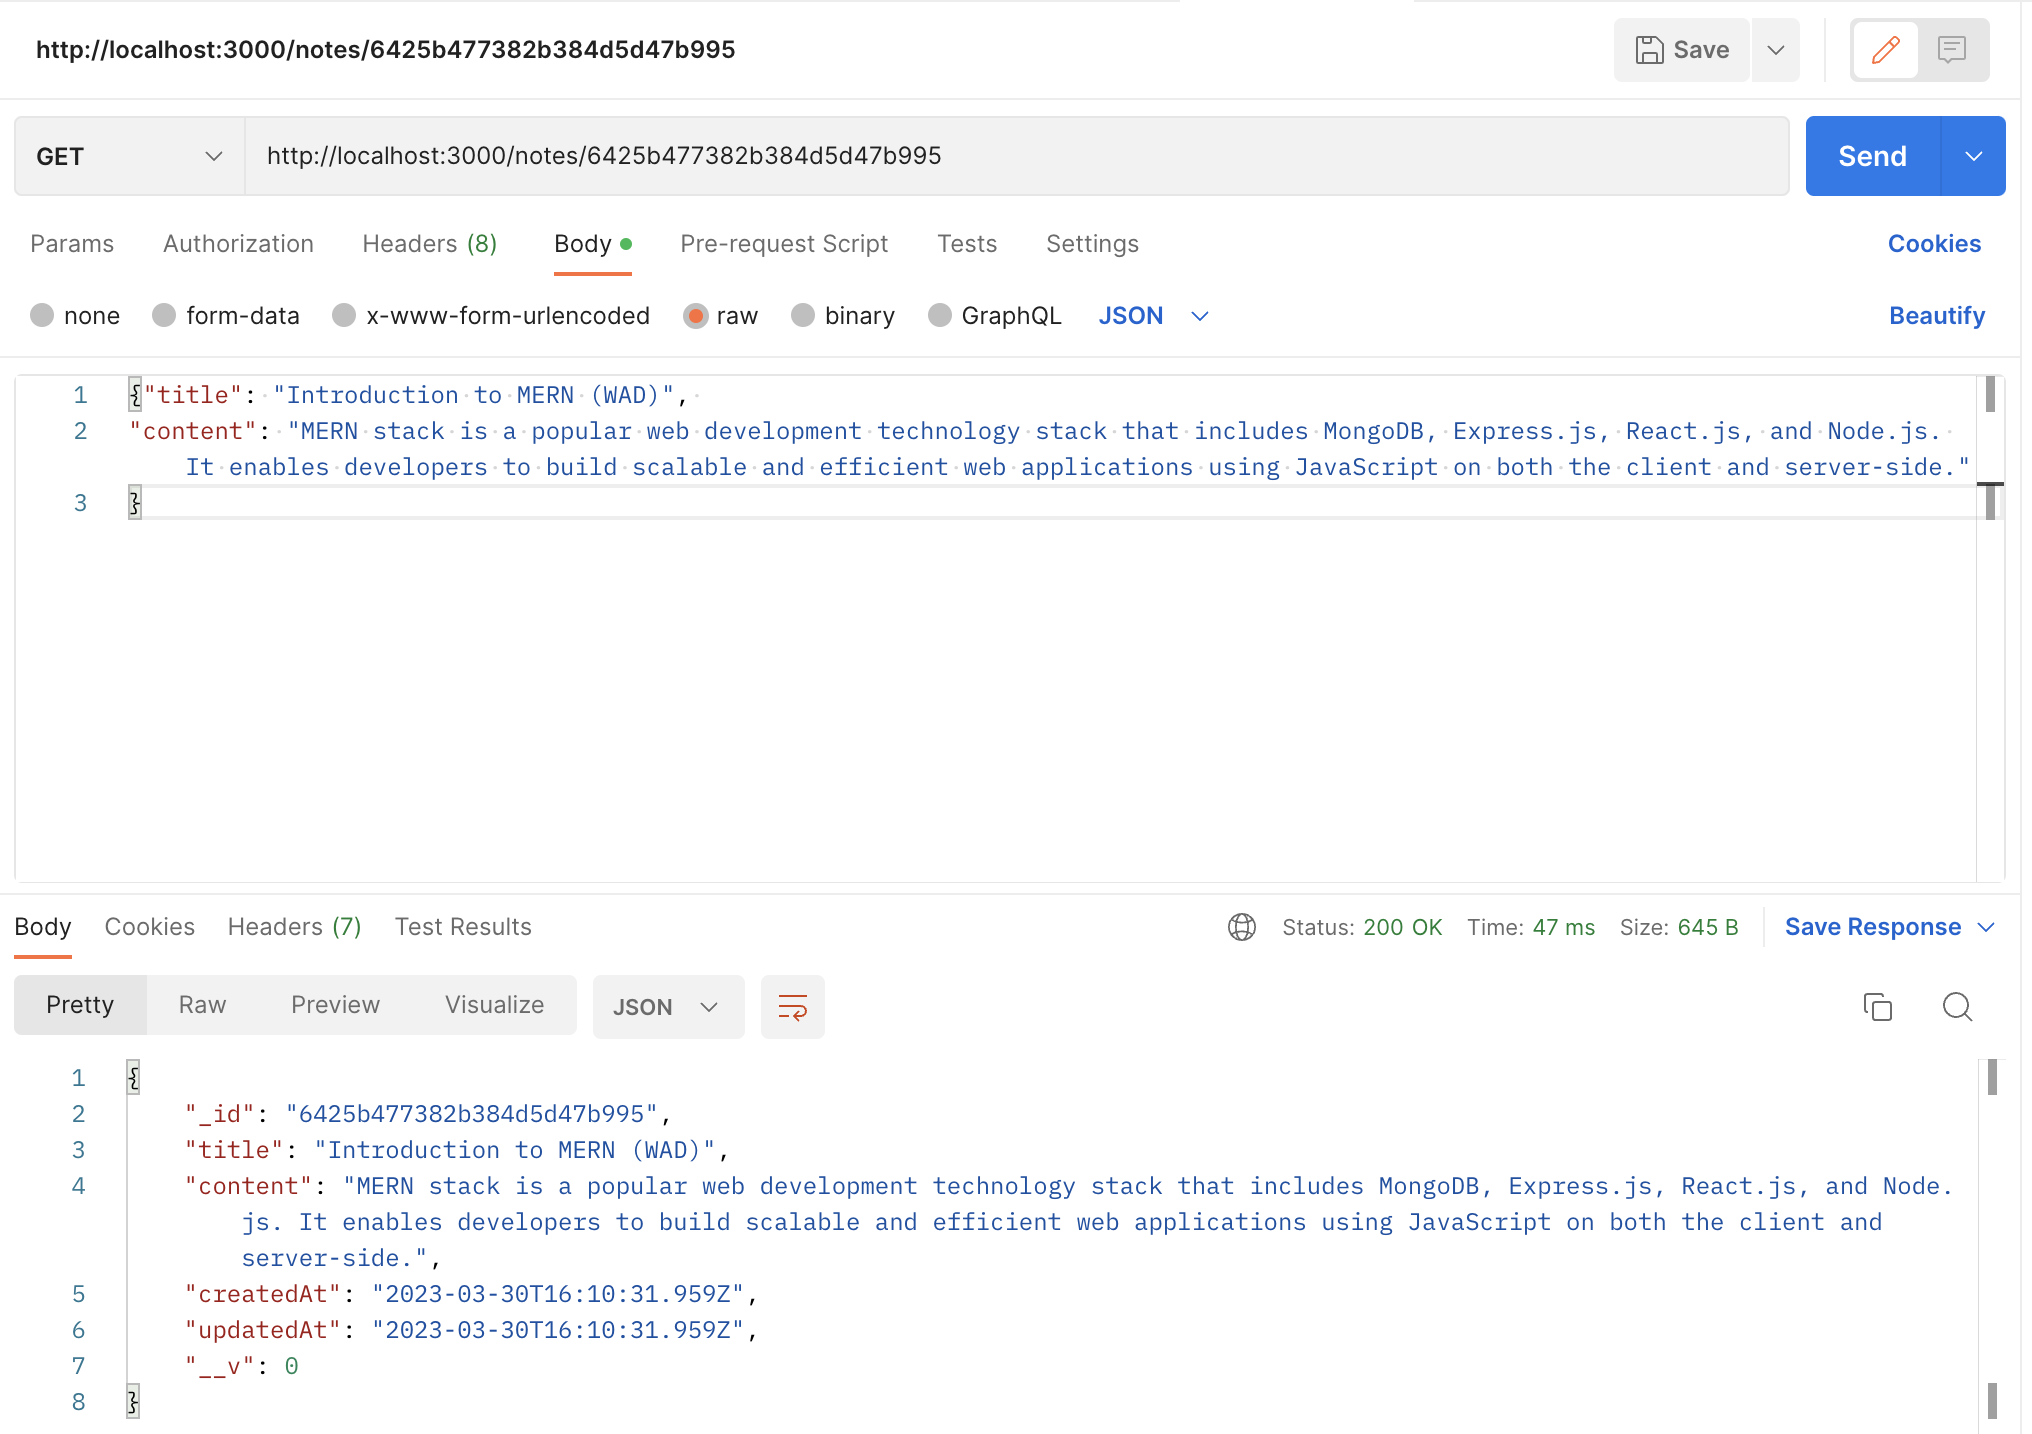 http://localhost:3000/notes/6425b477382b384d5d47b995
Save
GET
http://localhost:3000/notes/6425b477382b384d5d47b995
Send
Params Authorization Headers (8) Body Pre-request Script Tests Settings Cookies
none form-data x-www-form-urlencoded raw binary GraphQL JSON Beautify
1 {"title": "Introduction to MERN (WAD)",
2 "content": "MERN stack is a popular web development technology stack that includes MongoDB, Express.js, React.js, and Node.js.
It enables developers to build scalable and efficient web applications using JavaScript on both the client and server-side."
3 }
Body Cookies Headers (7) Test Results Status: 200 OK Time: 47 ms Size: 645 B Save Response
Pretty Raw Preview Visualize JSON
1 {
2 "_id": "6425b477382b384d5d47b995",
3 "title": "Introduction to MERN (WAD)",
4 "content": "MERN stack is a popular web development technology stack that includes MongoDB, Express.js, React.js, and Node.
js. It enables developers to build scalable and efficient web applications using JavaScript on both the client and
server-side.",
5 "createdAt": "2023-03-30T16:10:31.959Z",
6 "updatedAt": "2023-03-30T16:10:31.959Z",
7 "__v": 0
8 }